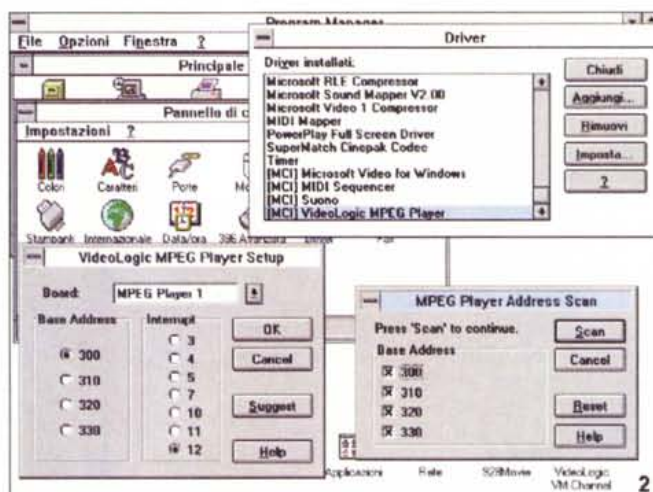 Program Manager
File Opzioni Finestra ?
Principale
Pannello di c
Impostazioni ?
Colori Caratteri Porte
Stampanti Internazionale Data/ora 386 Avanzata
Driver
Driver installati:
Microsoft RLE Compressor
Microsoft Sound Mapper V2.00
Microsoft Video 1 Compressor
MIDI Mapper
PowerPlay Full Screen Driver
SuperMatch Cinepak Codec
Timer
[MCI] Microsoft Video for Windows
[MCI] MIDI Sequencer
[MCI] Suono
[MCI] VideoLogic MPEG Player
Chiudi
Aggiungi...
Rimuovi
Imposta...
?
VideoLogic MPEG Player Setup
Board: MPEG Player 1
Base Address
300
310
320
330
Interrupt
3
4
5
7
10
11
12
OK
Cancel
Suggest
Help
MPEG Player Address Scan
Press 'Scan' to continue.
Base Address
300
310
320
330
Scan
Cancel
Reset
Help
Applicazioni Rete S28Movie VideoLogic
VM Channel
2